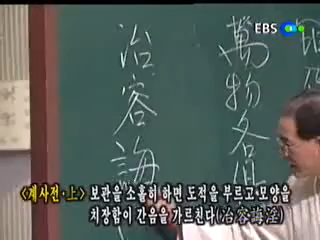 EBS
萬物各
冶容誨
<계사전·上> 보관을 소홀히 하면 도적을 부르고·모양을
치장함이 간음을 가르친다(冶容誨淫)